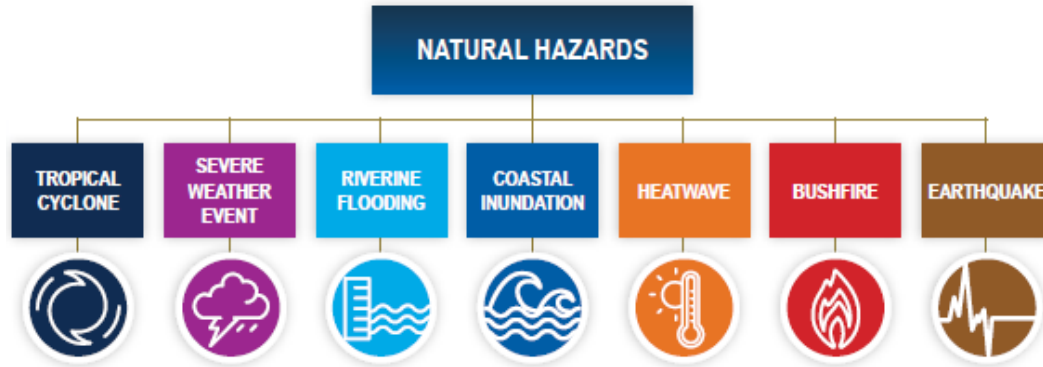 NATURAL HAZARDS
TROPICAL
CYCLONE
SEVERE
WEATHER
EVENT
RIVERINE
FLOODING
COASTAL
INUNDATION
HEATWAVE
BUSHFIRE
EARTHQUAKE